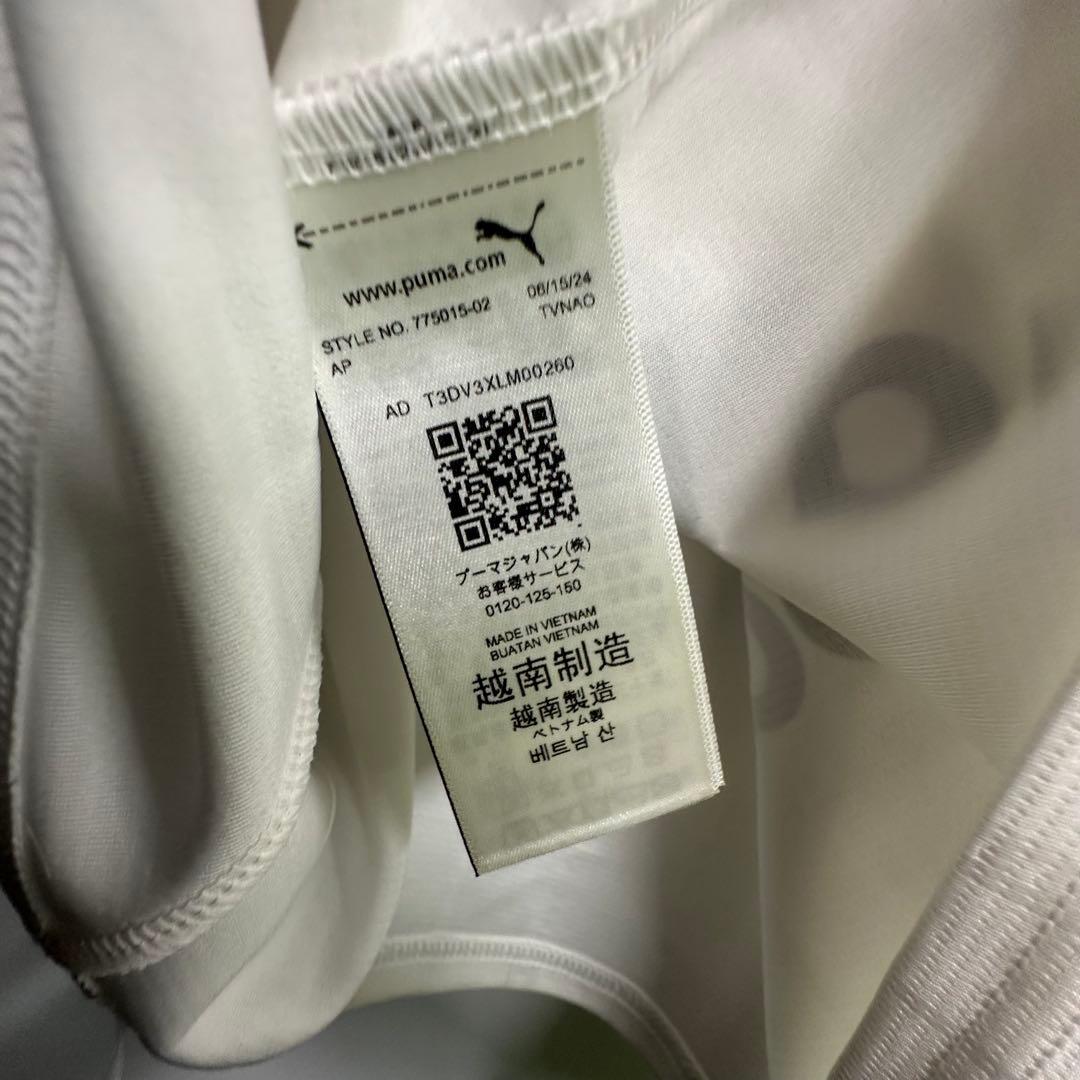 www.puma.com
STYLE NO. 775015-02 06/15/24
AP TVNAO
AD T3DV3XLM00260
プーマジャパン(株)
お客様サービス
0120-125-150
MADE IN VIETNAM
BUATAN VIETNAM
越南制造
越南製造
ベトナム製
베트남 산